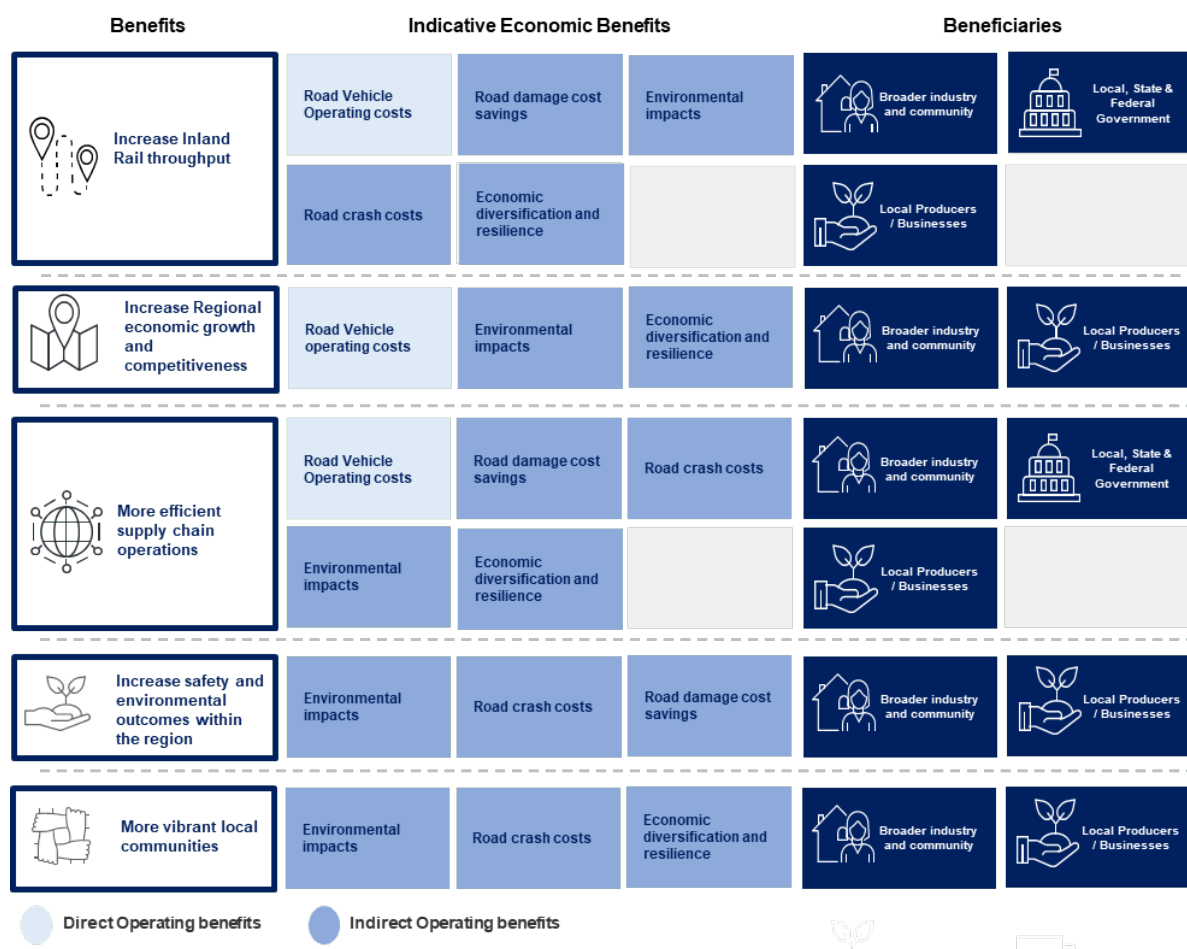 Benefits
Indicative Economic Benefits
Beneficiaries
Increase Inland
Rail throughput
Road Vehicle
Operating costs
Road damage cost
savings
Environmental
impacts
Road crash costs
Economic
diversification and
resilience
Broader industry
and community
Local, State &
Federal
Government
Local Producers
/ Businesses
Increase Regional
economic growth
and
competitiveness
Road Vehicle
operating costs
Environmental
impacts
Economic
diversification and
resilience
Broader industry
and community
Local Producers
/ Businesses
More efficient
supply chain
operations
Road Vehicle
Operating costs
Road damage cost
savings
Road crash costs
Environmental
impacts
Economic
diversification and
resilience
Broader industry
and community
Local, State &
Federal
Government
Local Producers
/ Businesses
Increase safety and
environmental
outcomes within
the region
Environmental
impacts
Road crash costs
Road damage cost
savings
Broader industry
and community
Local Producers
/ Businesses
More vibrant local
communities
Environmental
impacts
Road crash costs
Economic
diversification and
resilience
Broader industry
and community
Local Producers
/ Businesses
Direct Operating benefits
Indirect Operating benefits